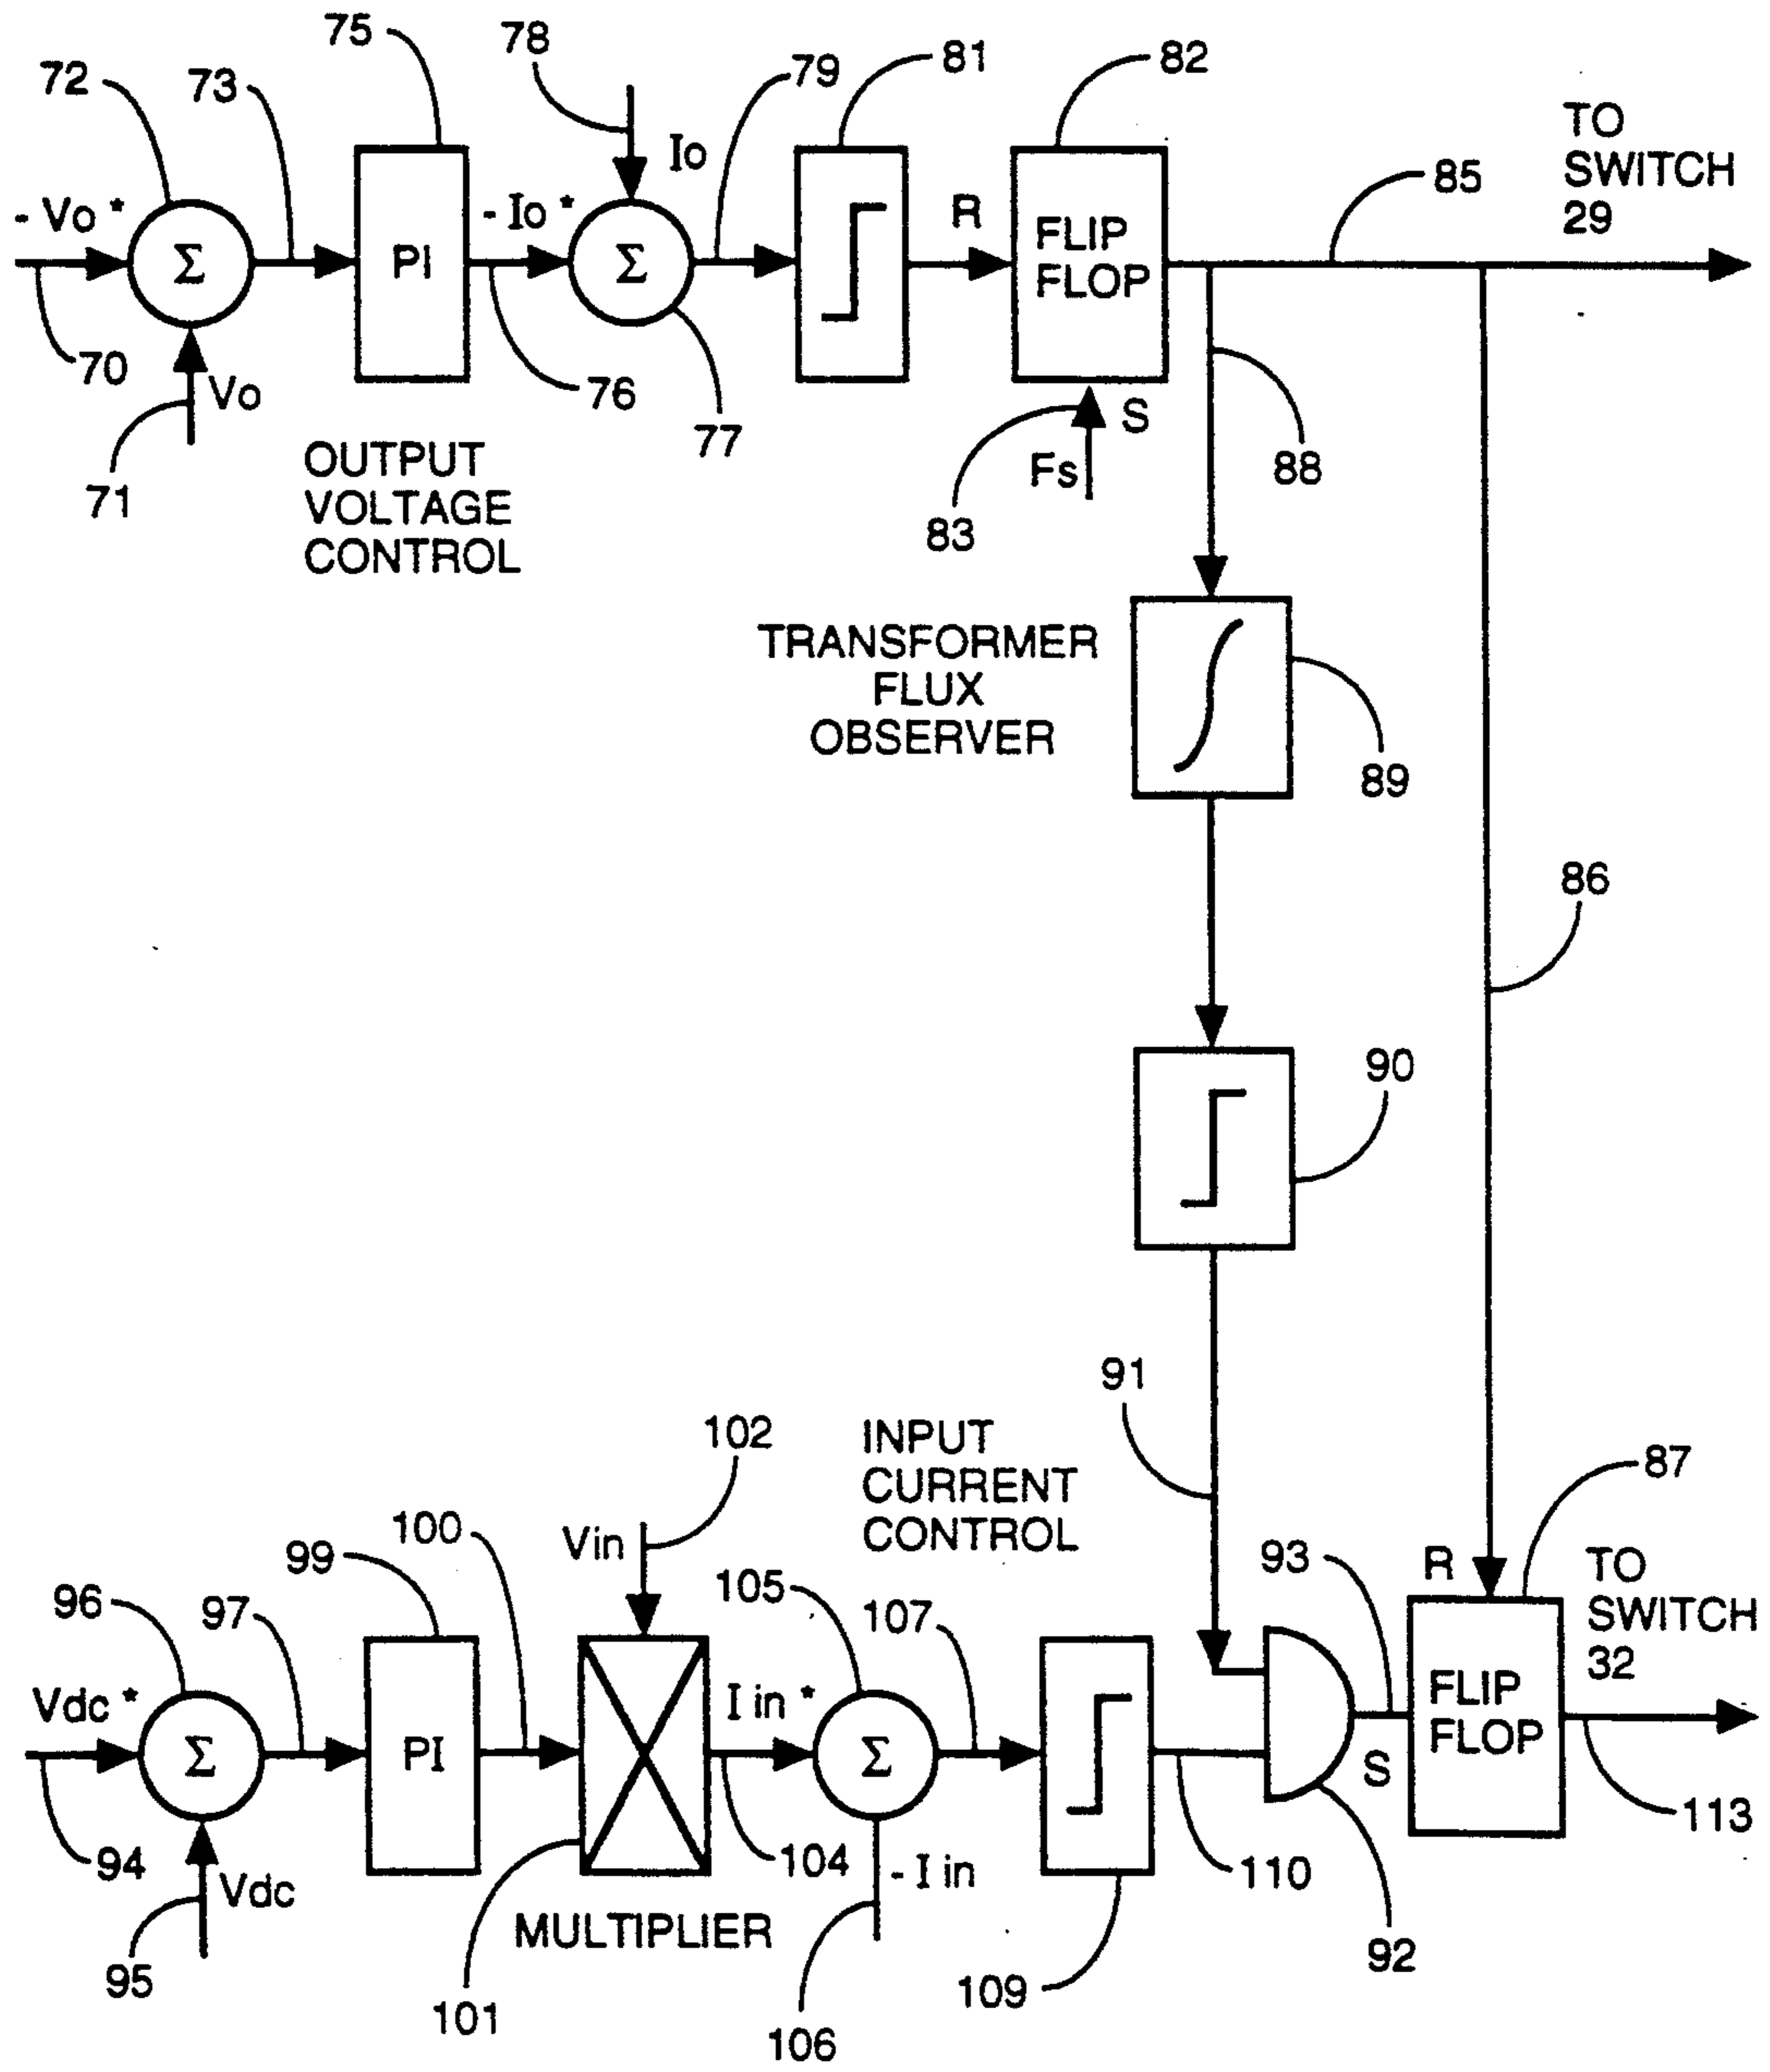 75
78
72
73
79
81
82
TO
SWITCH
29
- Vo *
Σ
PI
- Io *
Io
Σ
R
FLIP
FLOP
85
70
71
Vo
76
77
S
Fs
83
88
OUTPUT
VOLTAGE
CONTROL
TRANSFORMER
FLUX
OBSERVER
89
86
90
91
102
INPUT
CURRENT
CONTROL
87
100
99
Vin
105
107
93
R
TO
SWITCH
32
96
97
Vdc *
Σ
PI
I in *
Σ
S
FLIP
FLOP
94
Vdc
95
104
- I in
110
113
MULTIPLIER
101
106
109
92